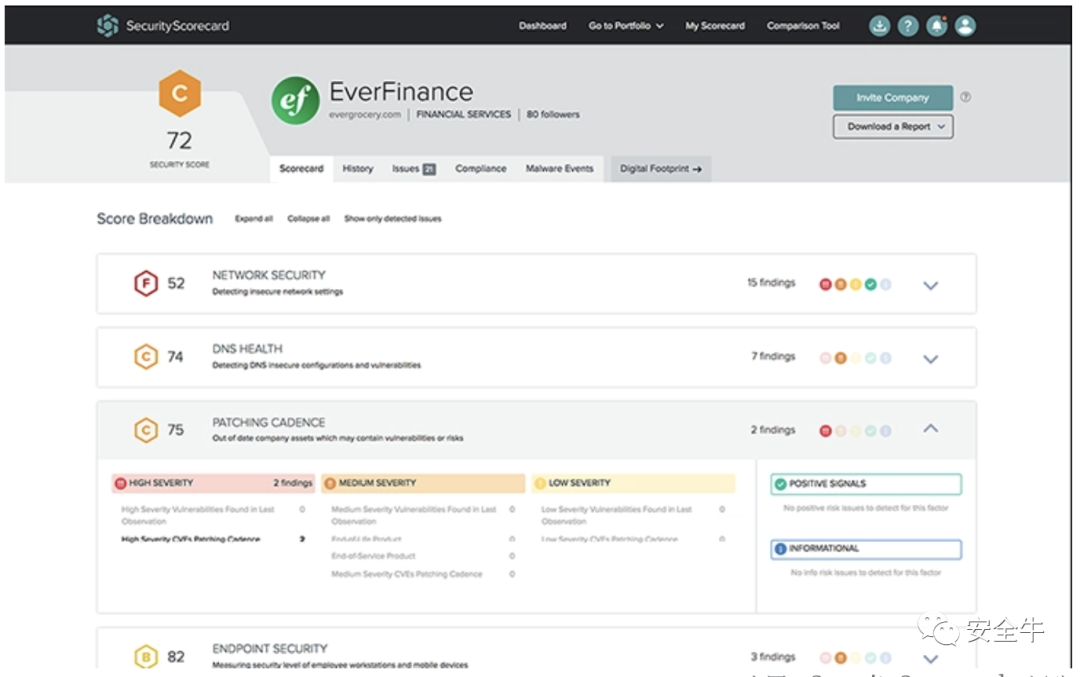 SecurityScorecard
Dashboard Go to Portfolio My Scorecard Comparison Tool
C
72
SECURITY SCORE
ef
EverFinance
evergrocery.com | FINANCIAL SERVICES | 80 followers
Invite Company
Download a Report
Scorecard History Issues 21 Compliance Malware Events Digital Footprint →
Score Breakdown Expand all Collapse all Show only detected issues
F 52 NETWORK SECURITY 15 findings
Detecting insecure network settings
C 74 DNS HEALTH 7 findings
Detecting DNS insecure configurations and vulnerabilities
C 75 PATCHING CADENCE 2 findings
Out of date company assets which may contain vulnerabilities or risks
HIGH SEVERITY 2 findings
High Severity Vulnerabilities Found in Last 0
Observation
High Severity CVEs Patching Cadence 2
MEDIUM SEVERITY
Medium Severity Vulnerabilities Found in Last 0
Observation
End-of-Life Product 0
End-of-Service Product 0
Medium Severity CVEs Patching Cadence 0
LOW SEVERITY
Low Severity Vulnerabilities Found in Last 0
Observation
Low Severity CVEs Patching Cadence 0
POSITIVE SIGNALS
No positive risk issues to detect for this factor
INFORMATIONAL
No info risk issues to detect for this factor
B 82 ENDPOINT SECURITY 3 findings
Measuring security level of employee workstations and mobile devices
安全牛